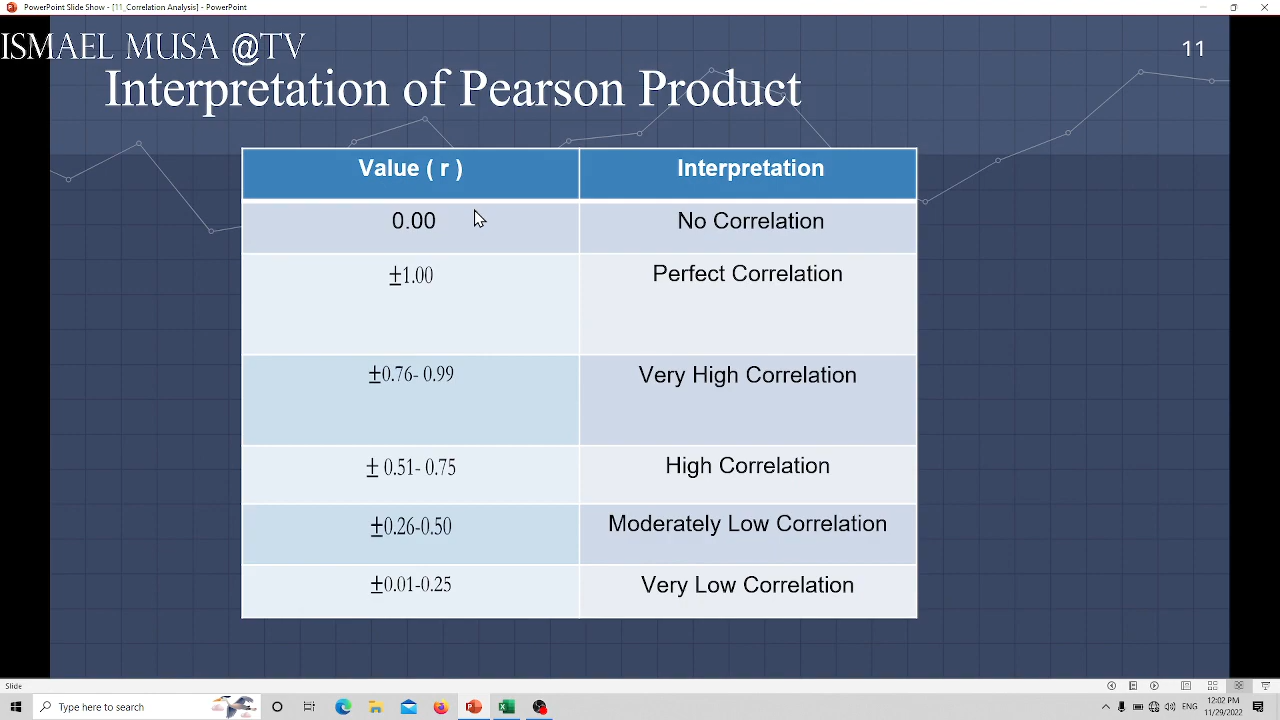 PowerPoint Slide Show - [11_Correlation Analysis] - PowerPoint
ISMAEL MUSA @TV
11
Interpretation of Pearson Product
Value ( r ) Interpretation
0.00 No Correlation
±1.00 Perfect Correlation
±0.76- 0.99 Very High Correlation
± 0.51- 0.75 High Correlation
±0.26-0.50 Moderately Low Correlation
±0.01-0.25 Very Low Correlation
Slide
Type here to search
ENG
12:02 PM
11/29/2022